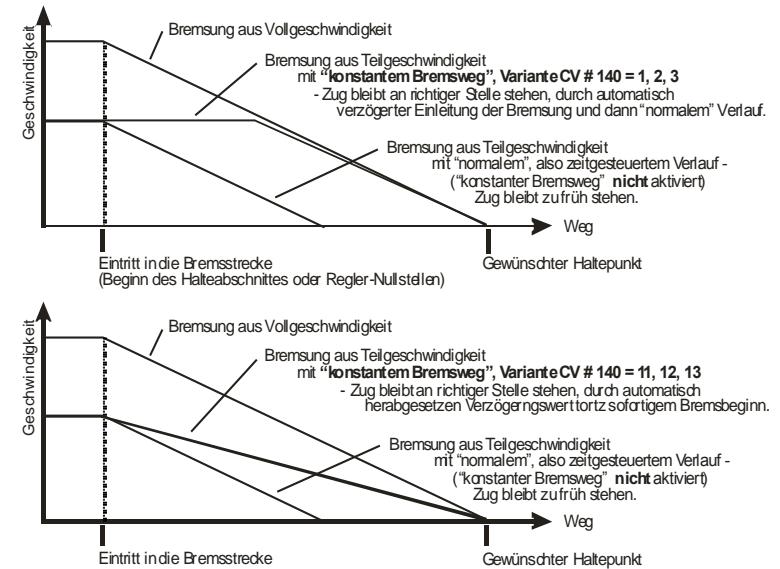 Geschwindigkeit
Bremsung aus Vollgeschwindigkeit
Bremsung aus Teilgeschwindigkeit
mit “konstantem Bremsweg”, Variante CV # 140 = 1, 2, 3
- Zug bleibt an richtiger Stelle stehen, durch automatisch
verzögerter Einleitung der Bremsung und dann “normalem” Verlauf.
Bremsung aus Teilgeschwindigkeit
mit “normalem”, also zeitgesteuertem Verlauf -
(“konstanter Bremsweg” nicht aktiviert)
Zug bleibt zu früh stehen.
Weg
Eintritt in die Bremsstrecke
(Beginn des Halteabschnittes oder Regler-Nullstellen)
Gewünschter Haltepunkt
Geschwindigkeit
Bremsung aus Vollgeschwindigkeit
Bremsung aus Teilgeschwindigkeit
mit “konstantem Bremsweg”, Variante CV # 140 = 11, 12, 13
- Zug bleibt an richtiger Stelle stehen, durch automatisch
herabgesetzen Verzögerngswert tortz sofortigem Bremsbeginn.
Bremsung aus Teilgeschwindigkeit
mit “normalem”, also zeitgesteuertem Verlauf -
(“konstanter Bremsweg” nicht aktiviert)
Zug bleibt zu früh stehen.
Weg
Eintritt in die Bremsstrecke
Gewünschter Haltepunkt